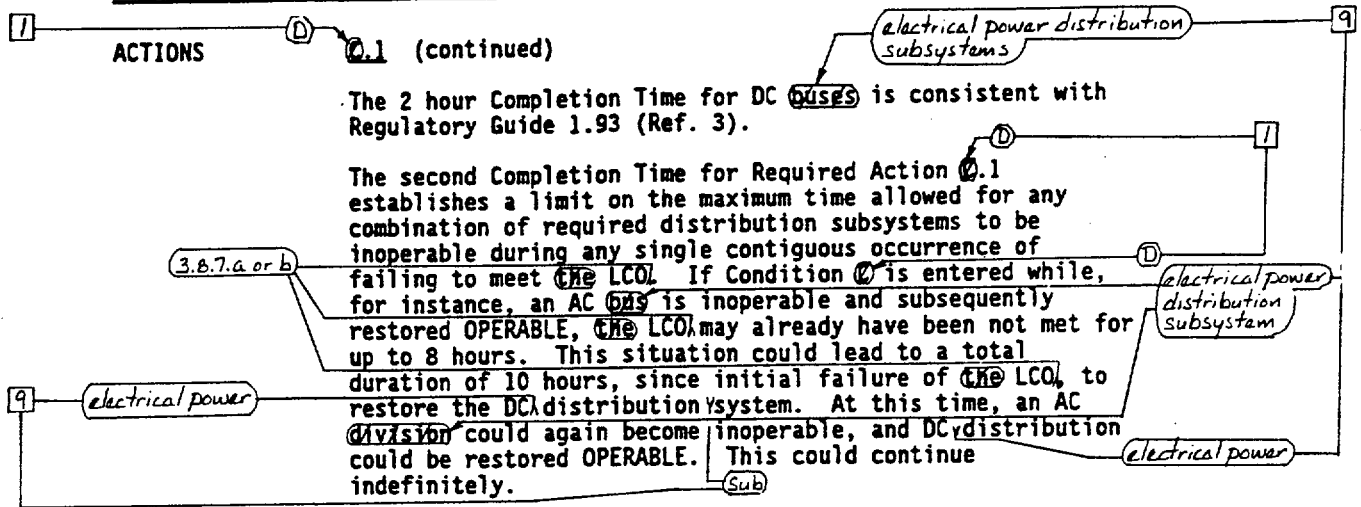 1 D electrical power distribution 9
ACTIONS C.1 (continued) subsystems
The 2 hour Completion Time for DC buses is consistent with
Regulatory Guide 1.93 (Ref. 3).
D 1
The second Completion Time for Required Action C.1
establishes a limit on the maximum time allowed for any
combination of required distribution subsystems to be
inoperable during any single contiguous occurrence of
3.8.7.a or b failing to meet the LCO. If Condition C is entered while, D electrical power
for instance, an AC bus is inoperable and subsequently distribution
restored OPERABLE, the LCO may already have been not met for subsystem
up to 8 hours. This situation could lead to a total
duration of 10 hours, since initial failure of the LCO, to
9 electrical power restore the DC distribution system. At this time, an AC
division could again become inoperable, and DC distribution
could be restored OPERABLE. This could continue electrical power
indefinitely. Sub